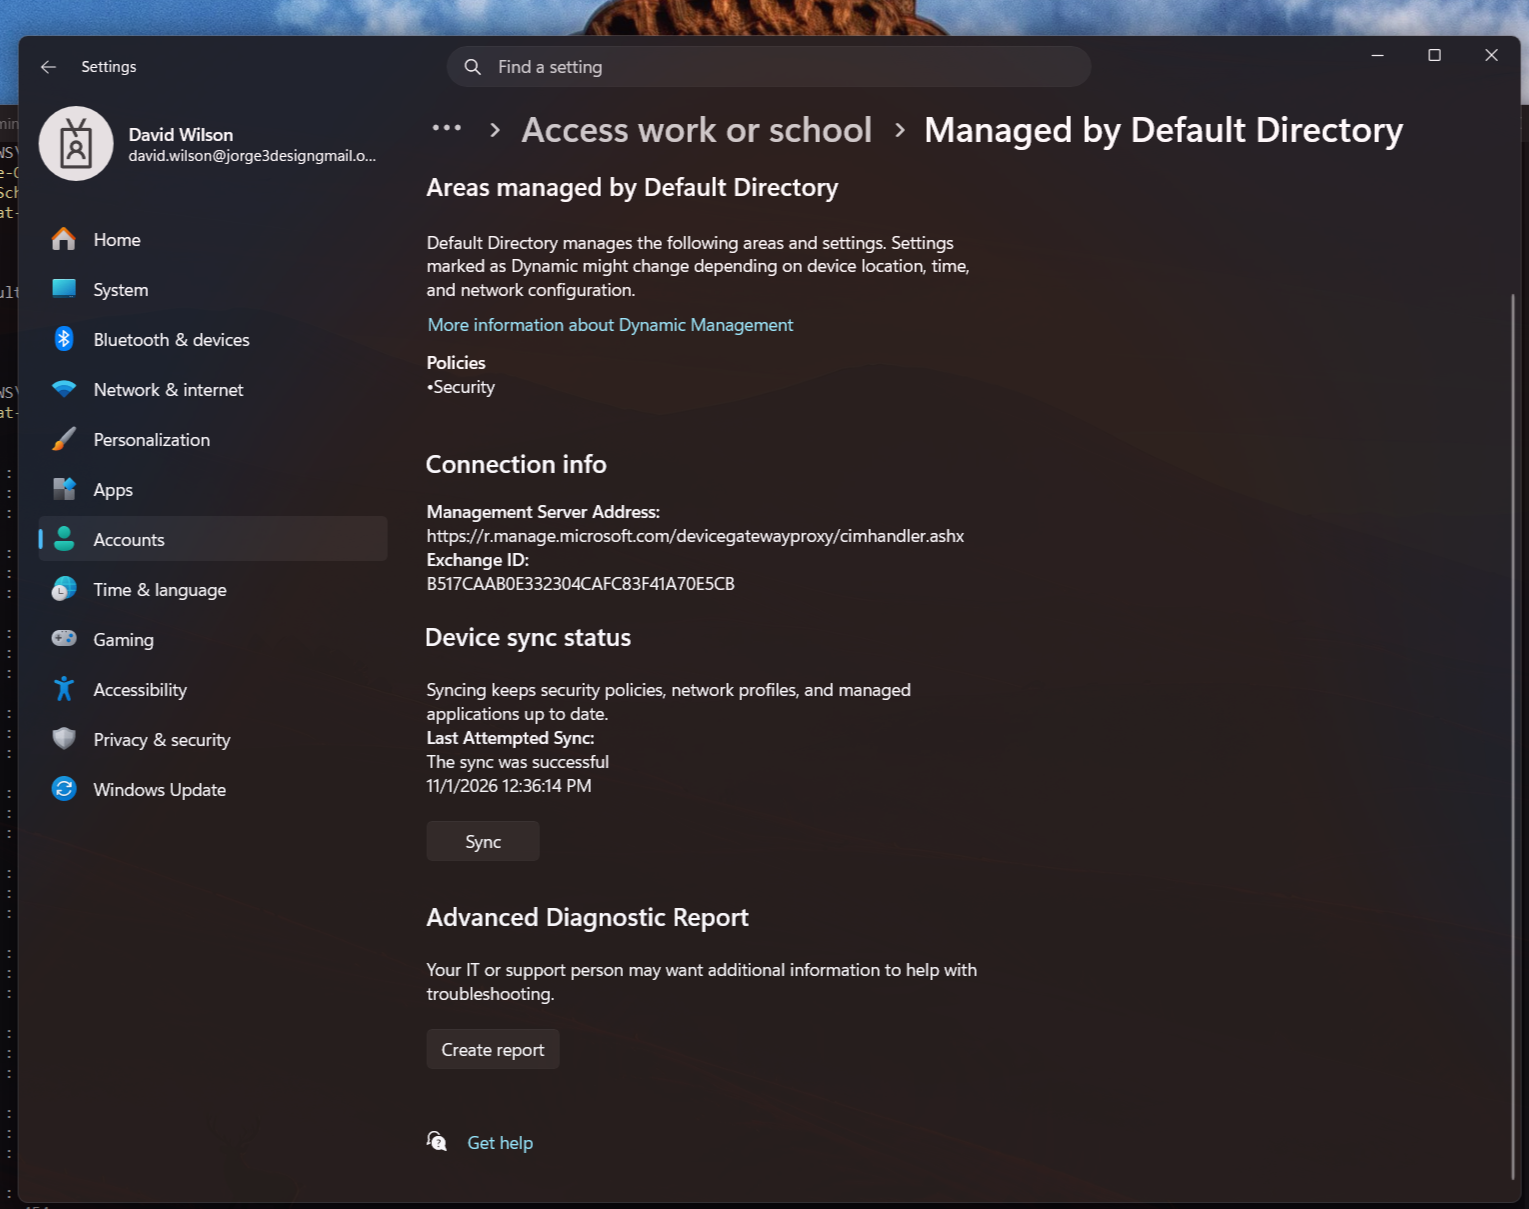 Settings
Find a setting
David Wilson
david.wilson@jorge3designgmail.o...
Home
System
Bluetooth & devices
Network & internet
Personalization
Apps
Accounts
Time & language
Gaming
Accessibility
Privacy & security
Windows Update
... > Access work or school > Managed by Default Directory
Areas managed by Default Directory
Default Directory manages the following areas and settings. Settings
marked as Dynamic might change depending on device location, time,
and network configuration.
More information about Dynamic Management
Policies
•Security
Connection info
Management Server Address:
https://r.manage.microsoft.com/devicegatewayproxy/cimhandler.ashx
Exchange ID:
B517CAAB0E332304CAFC83F41A70E5CB
Device sync status
Syncing keeps security policies, network profiles, and managed
applications up to date.
Last Attempted Sync:
The sync was successful
11/1/2026 12:36:14 PM
Sync
Advanced Diagnostic Report
Your IT or support person may want additional information to help with
troubleshooting.
Create report
Get help